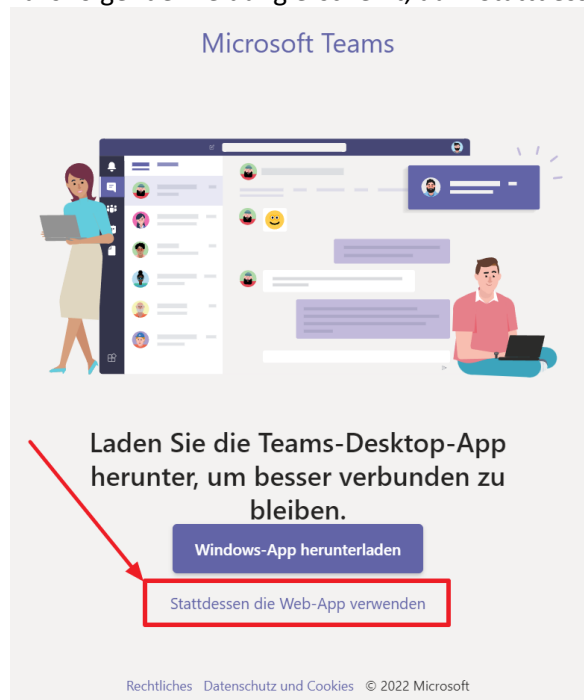 Microsoft Teams
Laden Sie die Teams-Desktop-App
herunter, um besser verbunden zu
bleiben.
Windows-App herunterladen
Stattdessen die Web-App verwenden
Rechtliches Datenschutz und Cookies © 2022 Microsoft